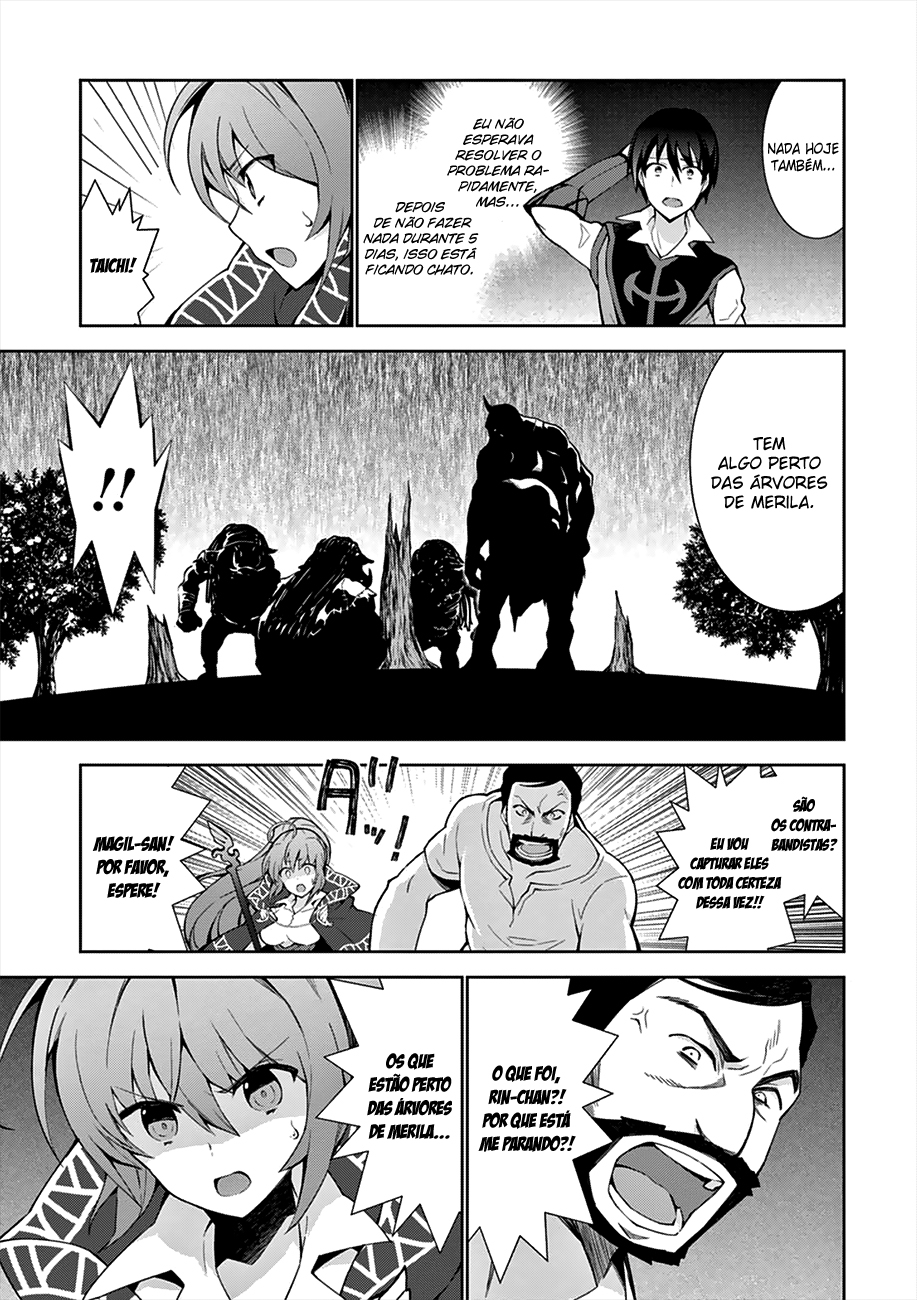 NADA HOJE
TAMBÉM...
EU NÃO
ESPERAVA
RESOLVER O
PROBLEMA RA-
PIDAMENTE,
MAS...
DEPOIS
DE NÃO FAZER
NADA DURANTE 5
DIAS, ISSO ESTÁ
FICANDO CHATO.
TAICHI!
TEM
ALGO PERTO
DAS ÁRVORES
DE MERILA.
!!
SÃO
OS CONTRA-
BANDISTAS?
EU VOU
CAPTURAR ELES
COM TODA CERTEZA
DESSA VEZ!!
A''ッ
MAGIL-SAN!
POR FAVOR,
ESPERE!
O QUE FOI,
RIN-CHAN?!
POR QUE ESTÁ
ME PARANDO?!
OS QUE
ESTÃO PERTO
DAS ÁRVORES
DE MERILA...